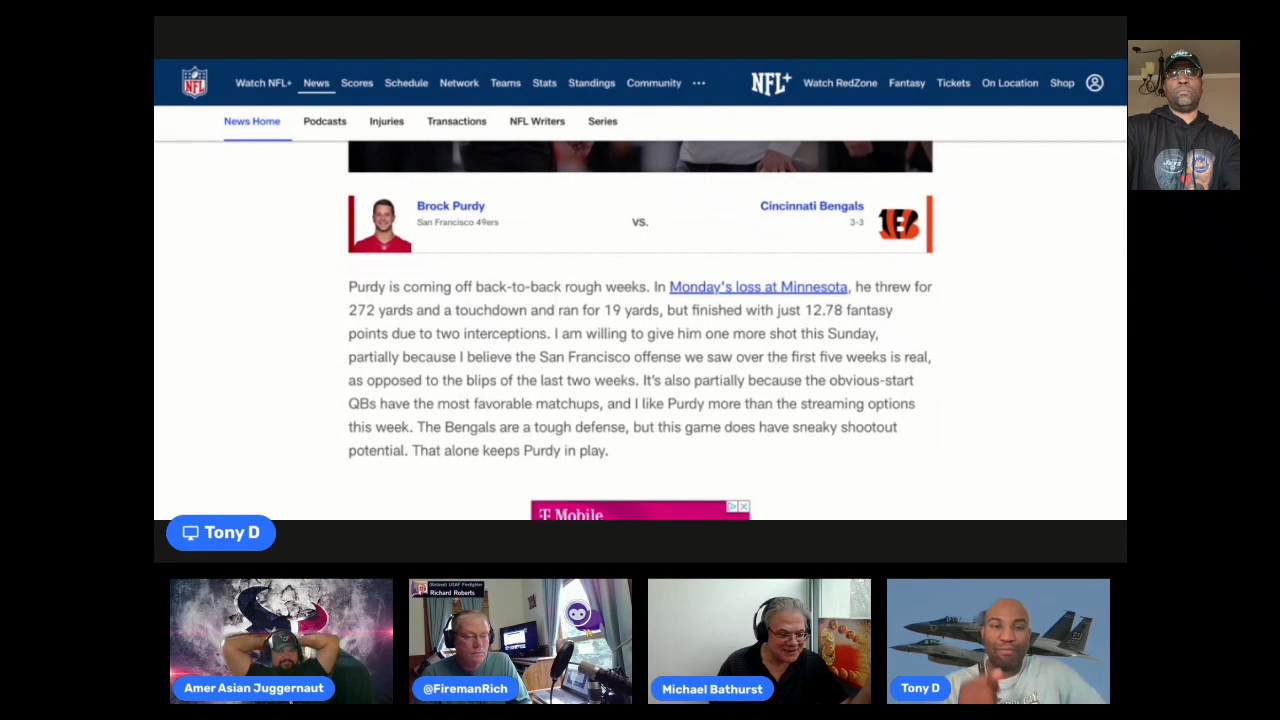 NFL
Watch NFL+ News Scores Schedule Network Teams Stats Standings Community ••• NFL+ Watch RedZone Fantasy Tickets On Location Shop
News Home Podcasts Injuries Transactions NFL Writers Series
Brock Purdy
San Francisco 49ers
VS.
Cincinnati Bengals
3-3
Purdy is coming off back-to-back rough weeks. In Monday's loss at Minnesota, he threw for
272 yards and a touchdown and ran for 19 yards, but finished with just 12.78 fantasy
points due to two interceptions. I am willing to give him one more shot this Sunday,
partially because I believe the San Francisco offense we saw over the first five weeks is real,
as opposed to the blips of the last two weeks. It's also partially because the obvious-start
QBs have the most favorable matchups, and I like Purdy more than the streaming options
this week. The Bengals are a tough defense, but this game does have sneaky shootout
potential. That alone keeps Purdy in play.
T Mobile
Tony D
JETS
(Retired) USAF Firefighter
Richard Roberts
Amer Asian Juggernaut
@FiremanRich
Michael Bathurst
Tony D